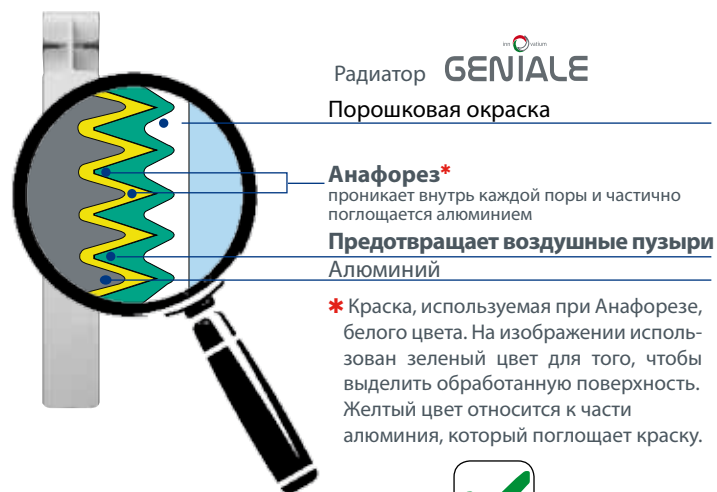 inn vatium
Радиатор GENIALE
Порошковая окраска
Анафорез*
проникает внутрь каждой поры и частично
поглощается алюминием
Предотвращает воздушные пузыри
Алюминий
* Краска, используемая при Анафорезе,
белого цвета. На изображении исполь-
зован зеленый цвет для того, чтобы
выделить обработанную поверхность.
Желтый цвет относится к части
алюминия, который поглощает краску.